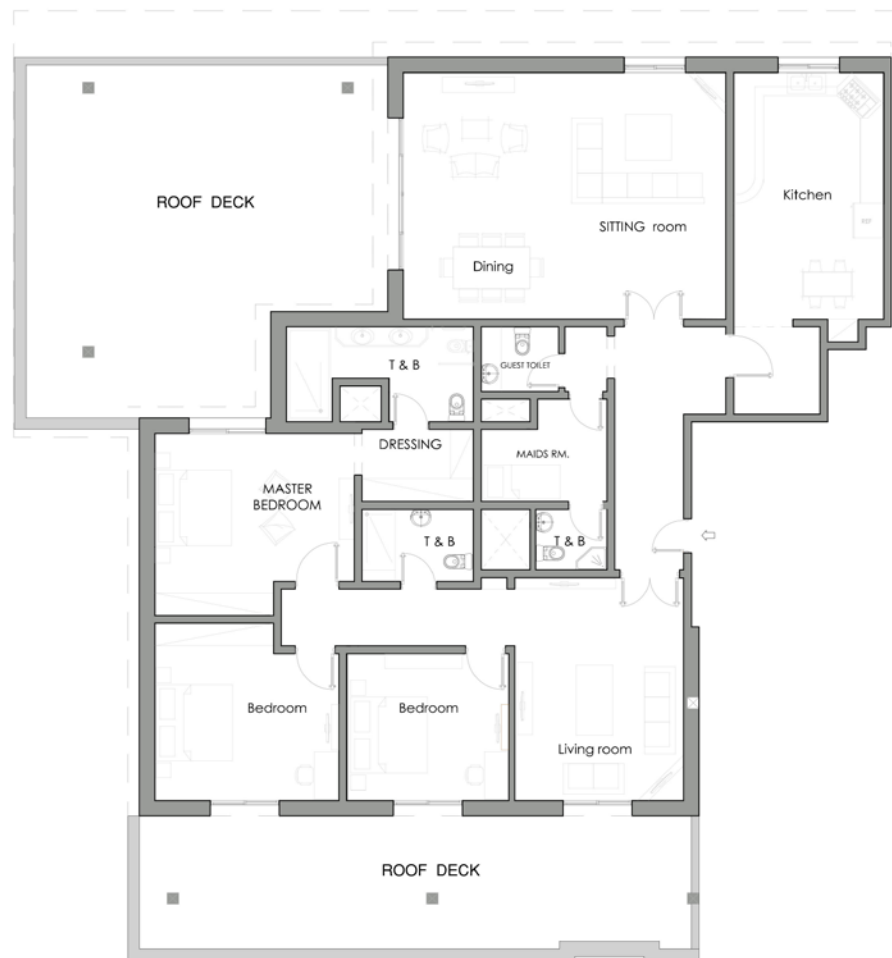 ROOF DECK
Kitchen
SITTING room
Dining
T & B
GUEST TOILET
DRESSING
MAIDS RM.
MASTER
BEDROOM
T & B
T & B
Bedroom
Bedroom
Living room
ROOF DECK